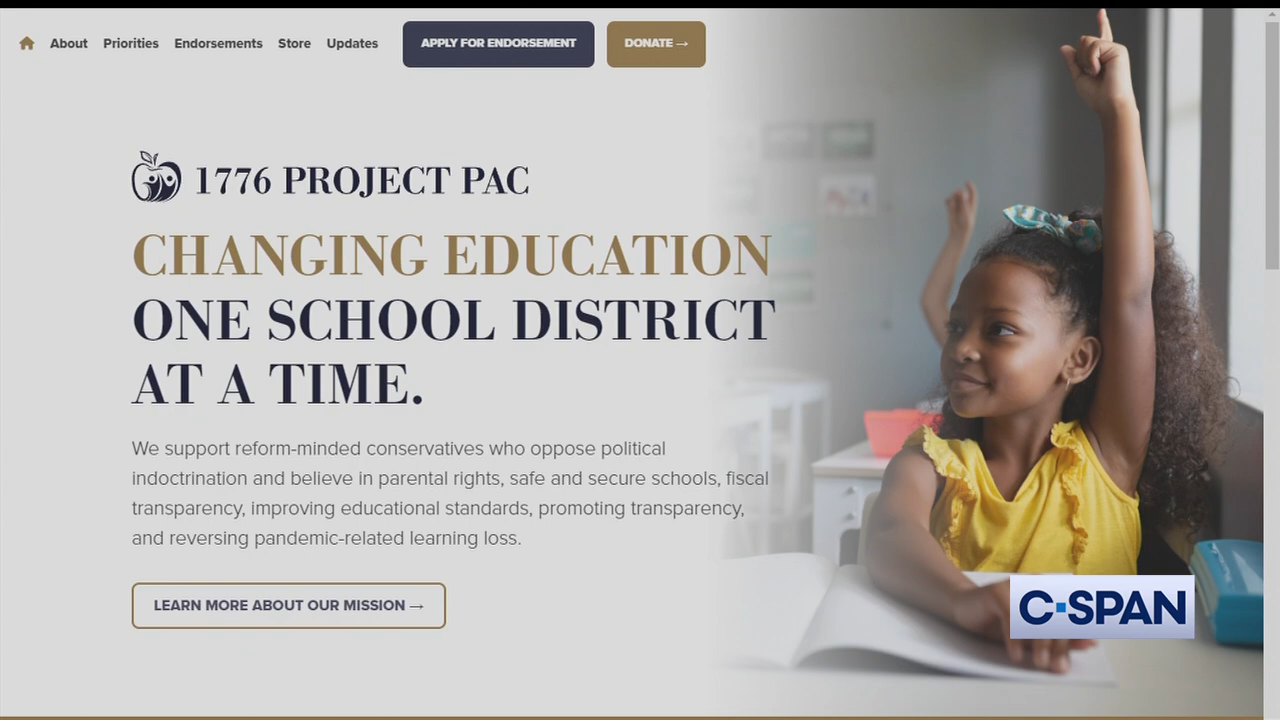 About Priorities Endorsements Store Updates APPLY FOR ENDORSEMENT DONATE →
1776 PROJECT PAC
CHANGING EDUCATION
ONE SCHOOL DISTRICT
AT A TIME.
We support reform-minded conservatives who oppose political
indoctrination and believe in parental rights, safe and secure schools, fiscal
transparency, improving educational standards, promoting transparency,
and reversing pandemic-related learning loss.
LEARN MORE ABOUT OUR MISSION →
C-SPAN